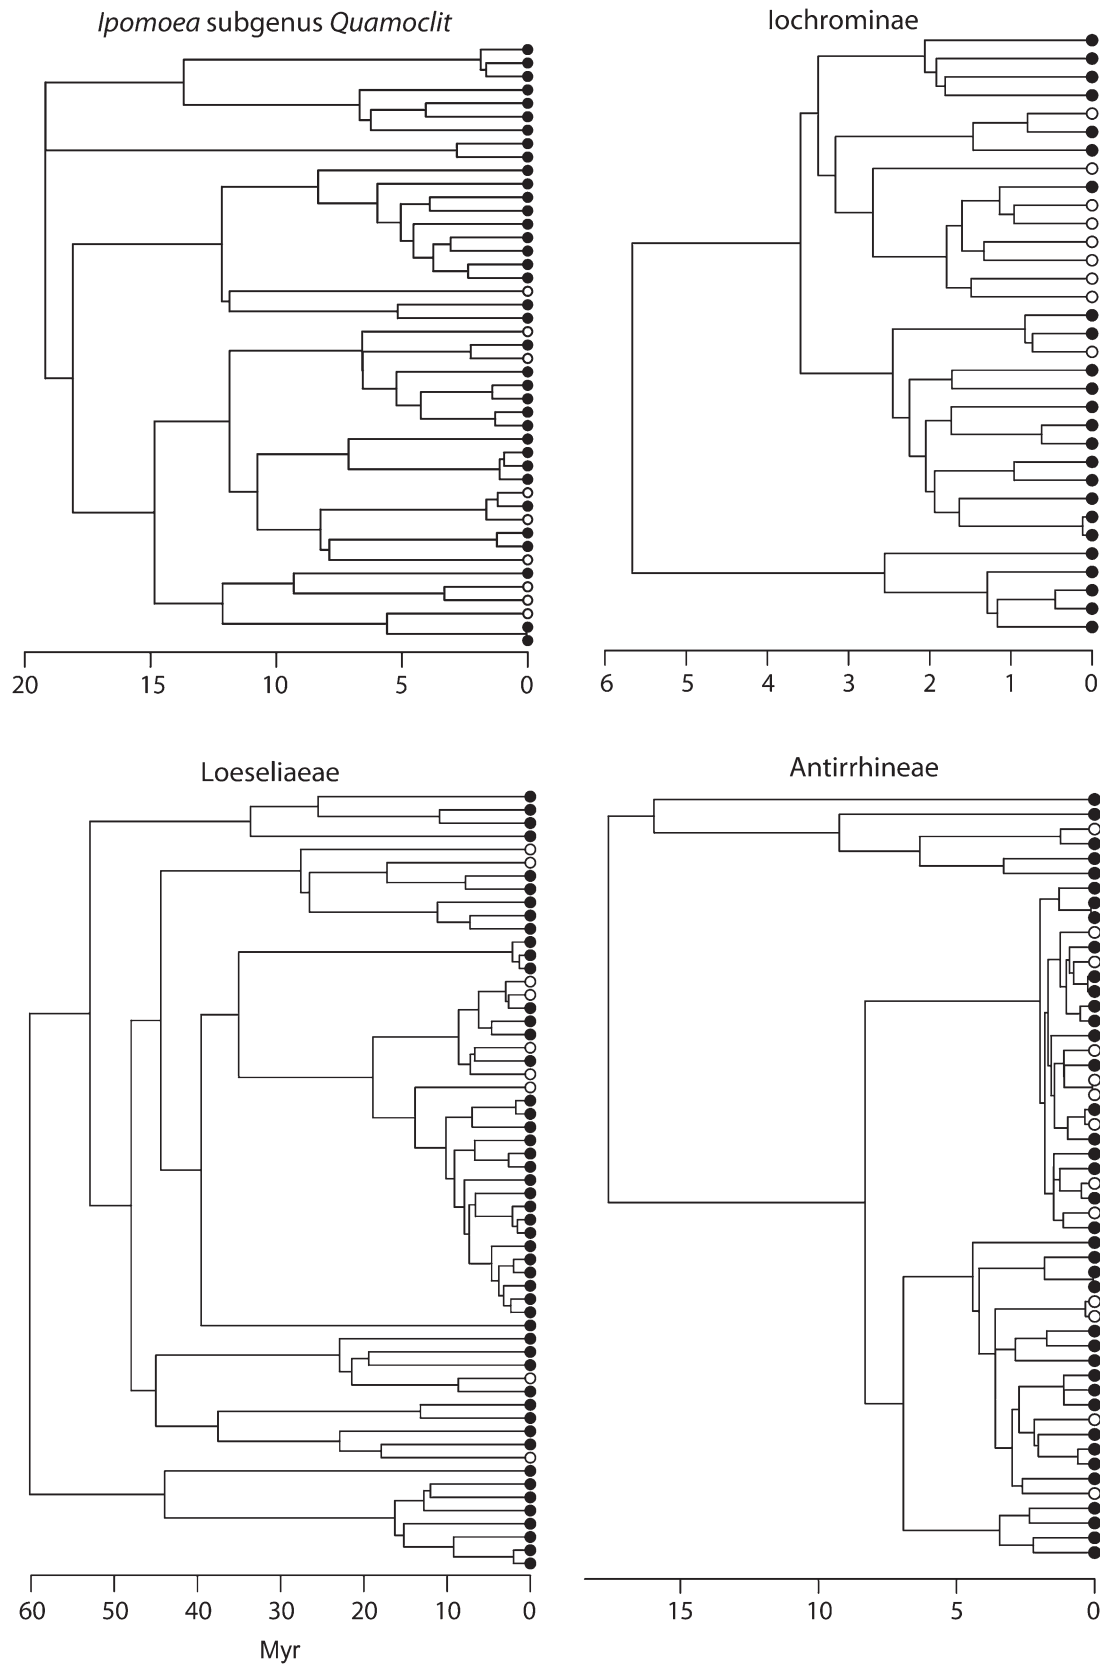 Ipomoea subgenus Quamoclit
Iochrominae
20 15 10 5 0
6 5 4 3 2 1 0
Loeseliaeae
Antirrhineae
60 50 40 30 20 10 0
15 10 5 0
Myr